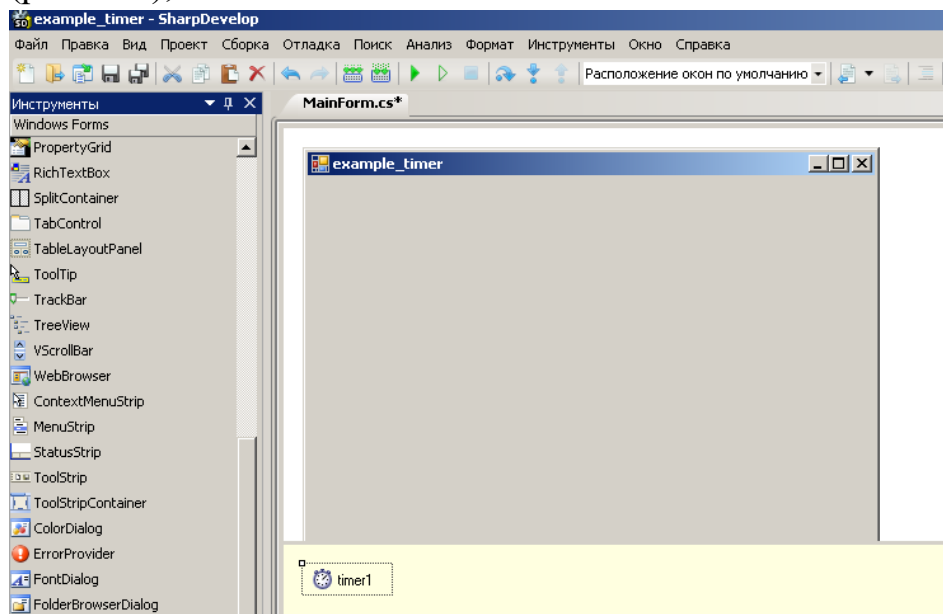 example_timer - SharpDevelop
Файл Правка Вид Проект Сборка Отладка Поиск Анализ Формат Инструменты Окно Справка
Расположение окон по умолчанию
Инструменты
MainForm.cs*
Windows Forms
PropertyGrid
RichTextBox
SplitContainer
TabControl
TableLayoutPanel
ToolTip
TrackBar
TreeView
VScrollBar
WebBrowser
ContextMenuStrip
MenuStrip
StatusStrip
ToolStrip
ToolStripContainer
ColorDialog
ErrorProvider
FontDialog
FolderBrowserDialog
example_timer
timer1